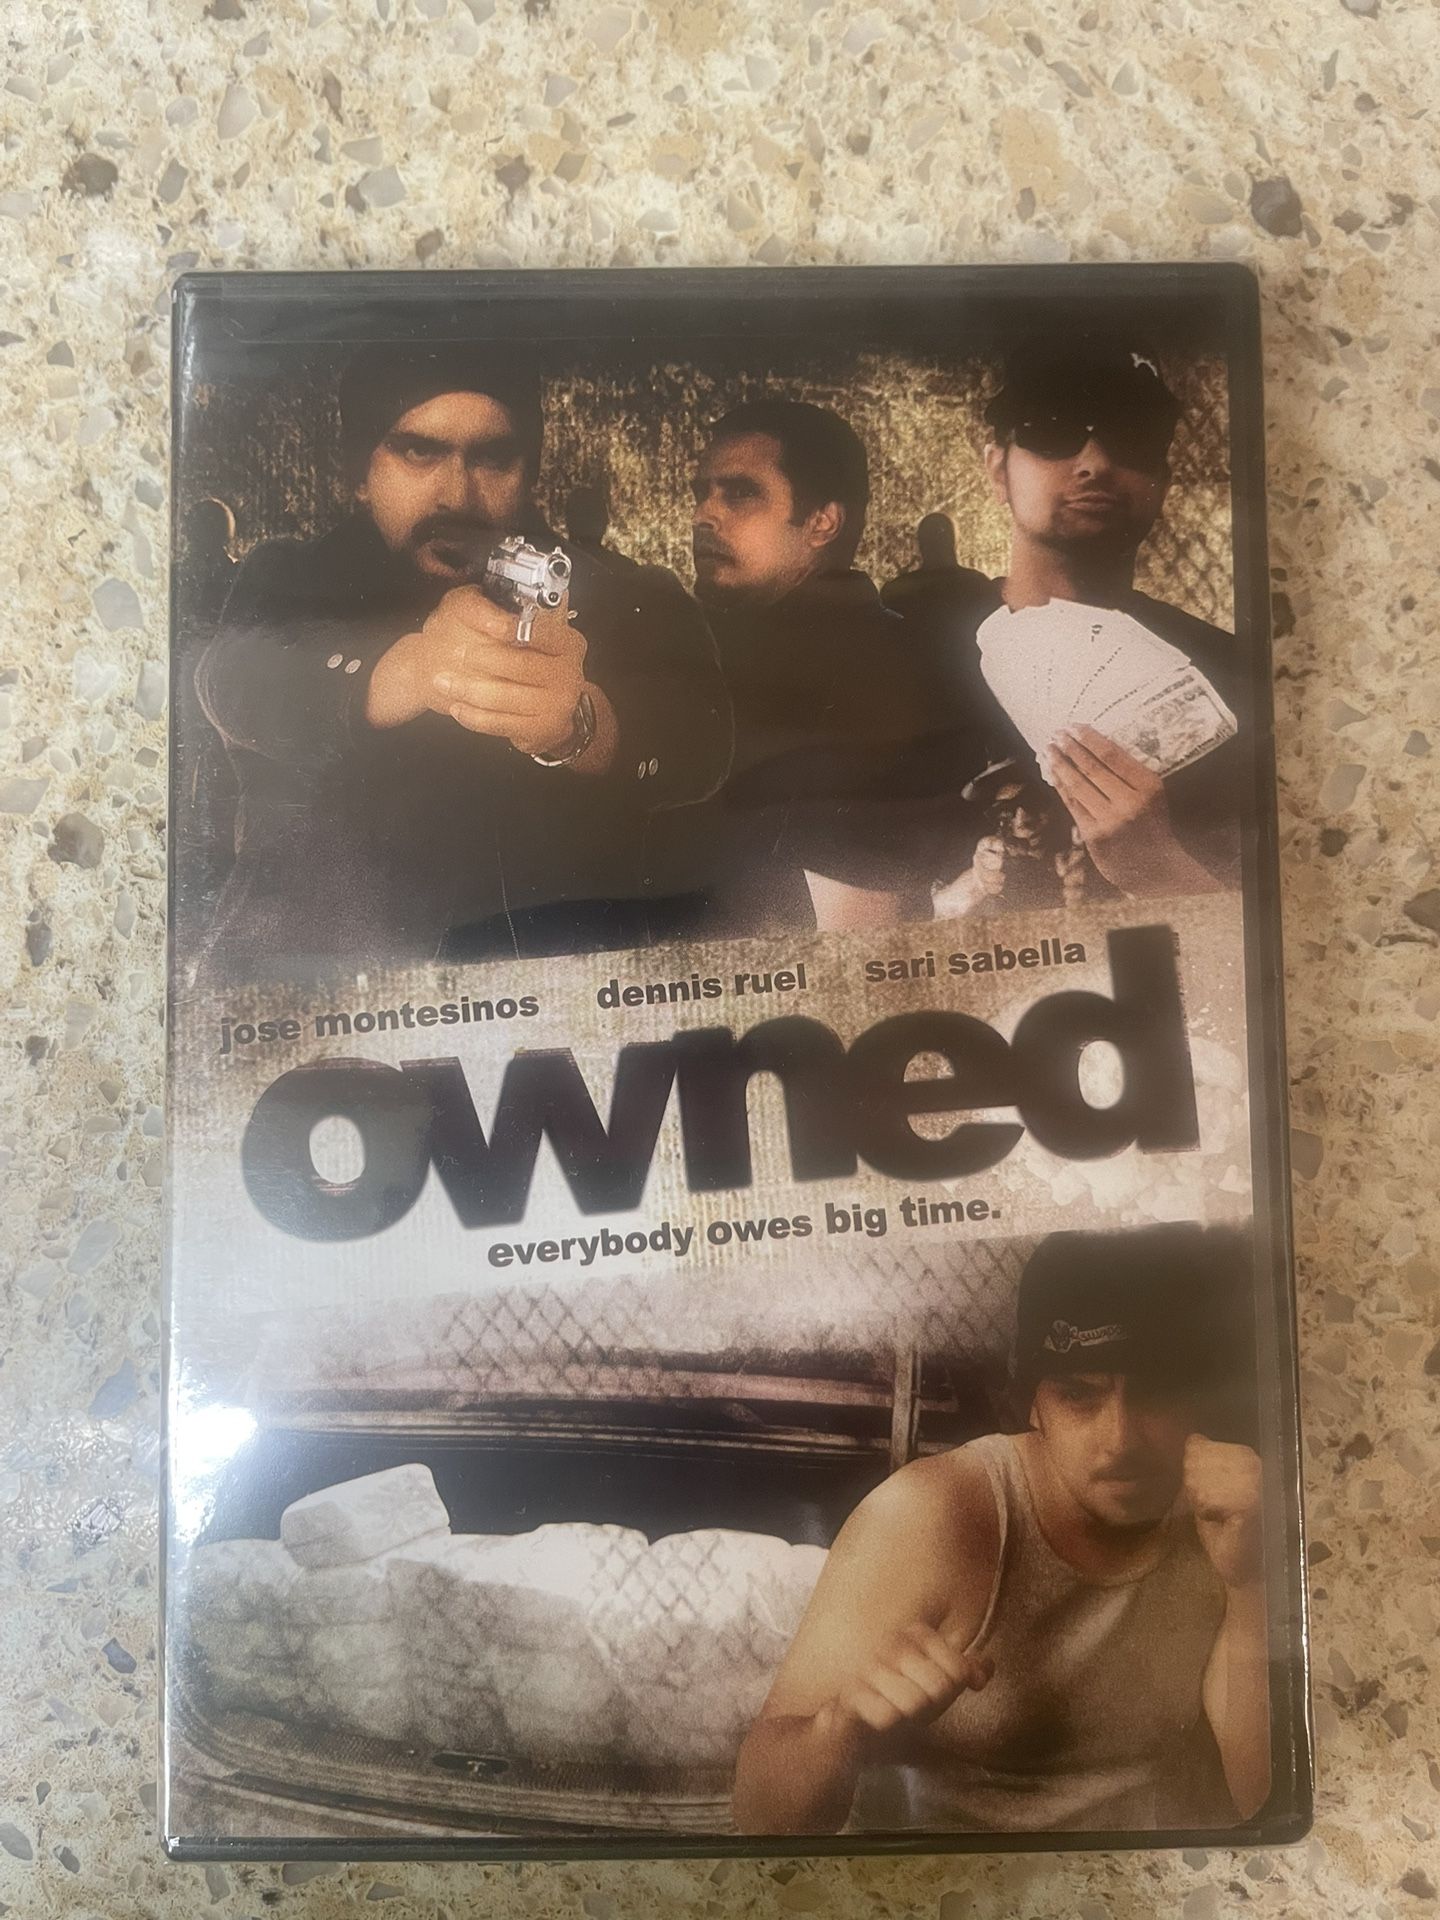 jose montesinos dennis ruel sari sabella
owned
everybody owes big time.